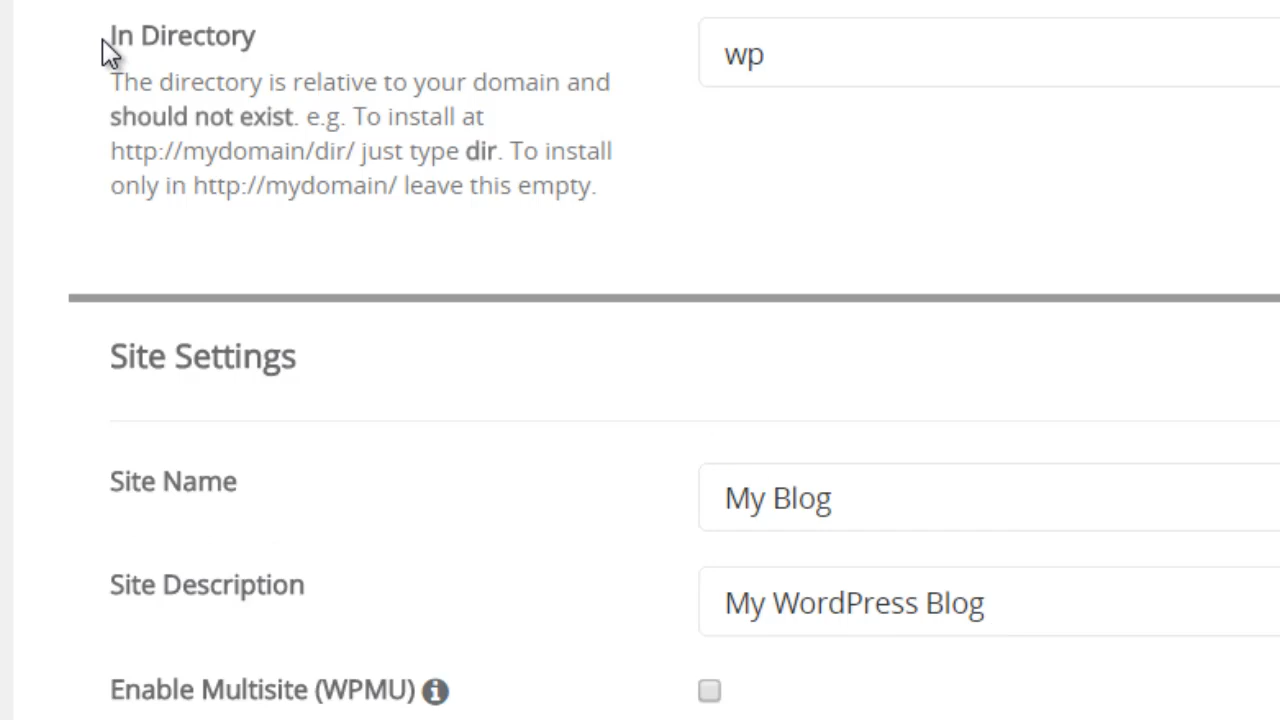 In Directory
wp
The directory is relative to your domain and
should not exist. e.g. To install at
http://mydomain/dir/ just type dir. To install
only in http://mydomain/ leave this empty.
Site Settings
Site Name
My Blog
Site Description
My WordPress Blog
Enable Multisite (WPMU)